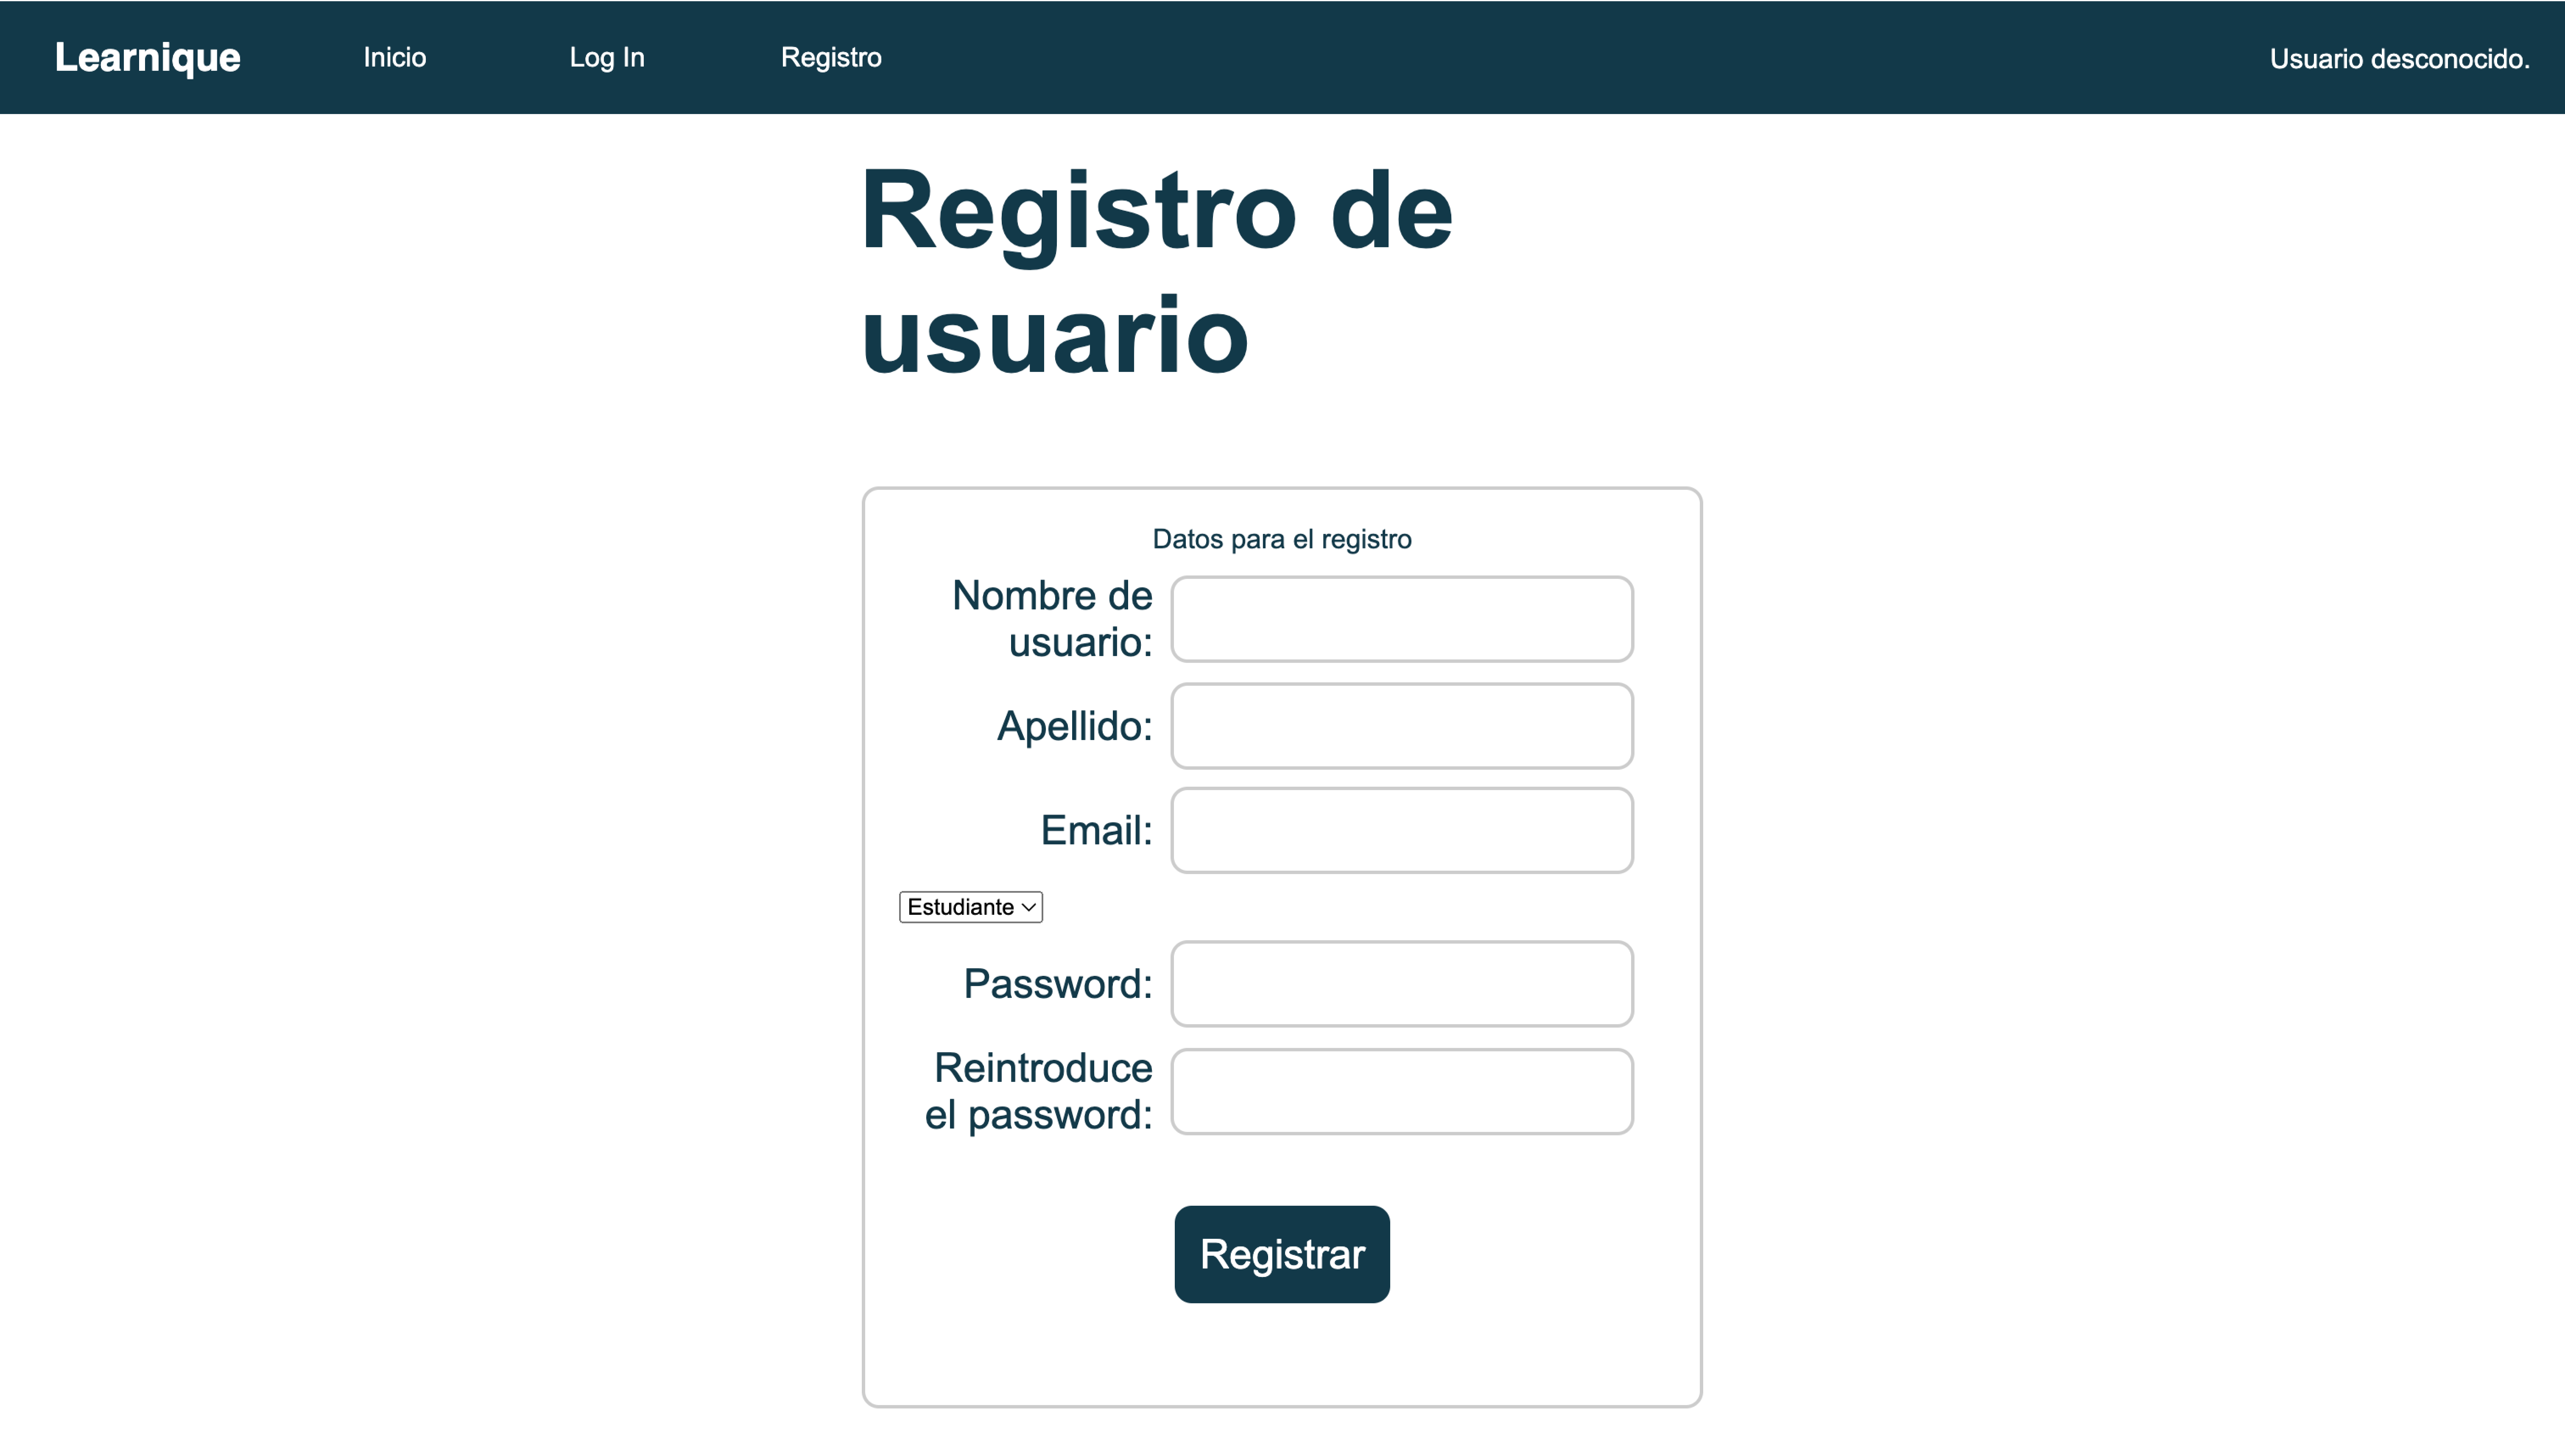 Learnique Inicio Log In Registro Usuario desconocido.
Registro de
usuario
Datos para el registro
Nombre de
usuario:
Apellido:
Email:
Estudiante
Password:
Reintroduce
el password:
Registrar